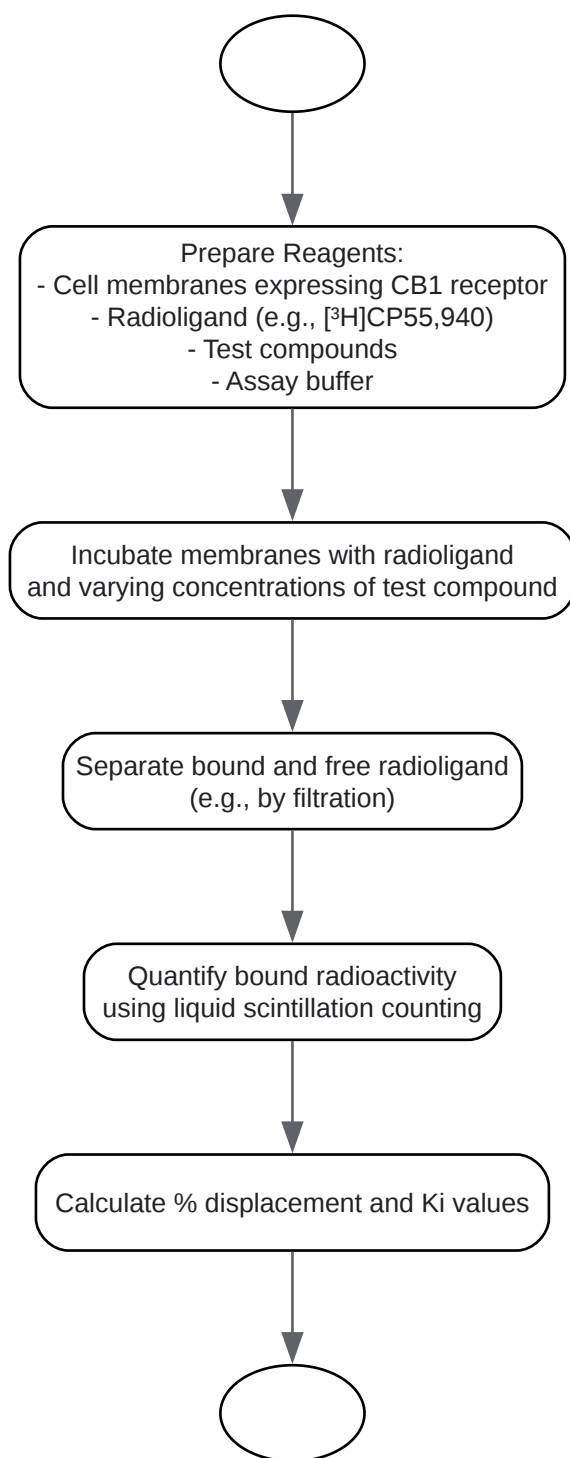 Prepare Reagents:
- Cell membranes expressing CB1 receptor
- Radioligand (e.g., [³H]CP55,940)
- Test compounds
- Assay buffer
Incubate membranes with radioligand
and varying concentrations of test compound
Separate bound and free radioligand
(e.g., by filtration)
Quantify bound radioactivity
using liquid scintillation counting
Calculate % displacement and Ki values